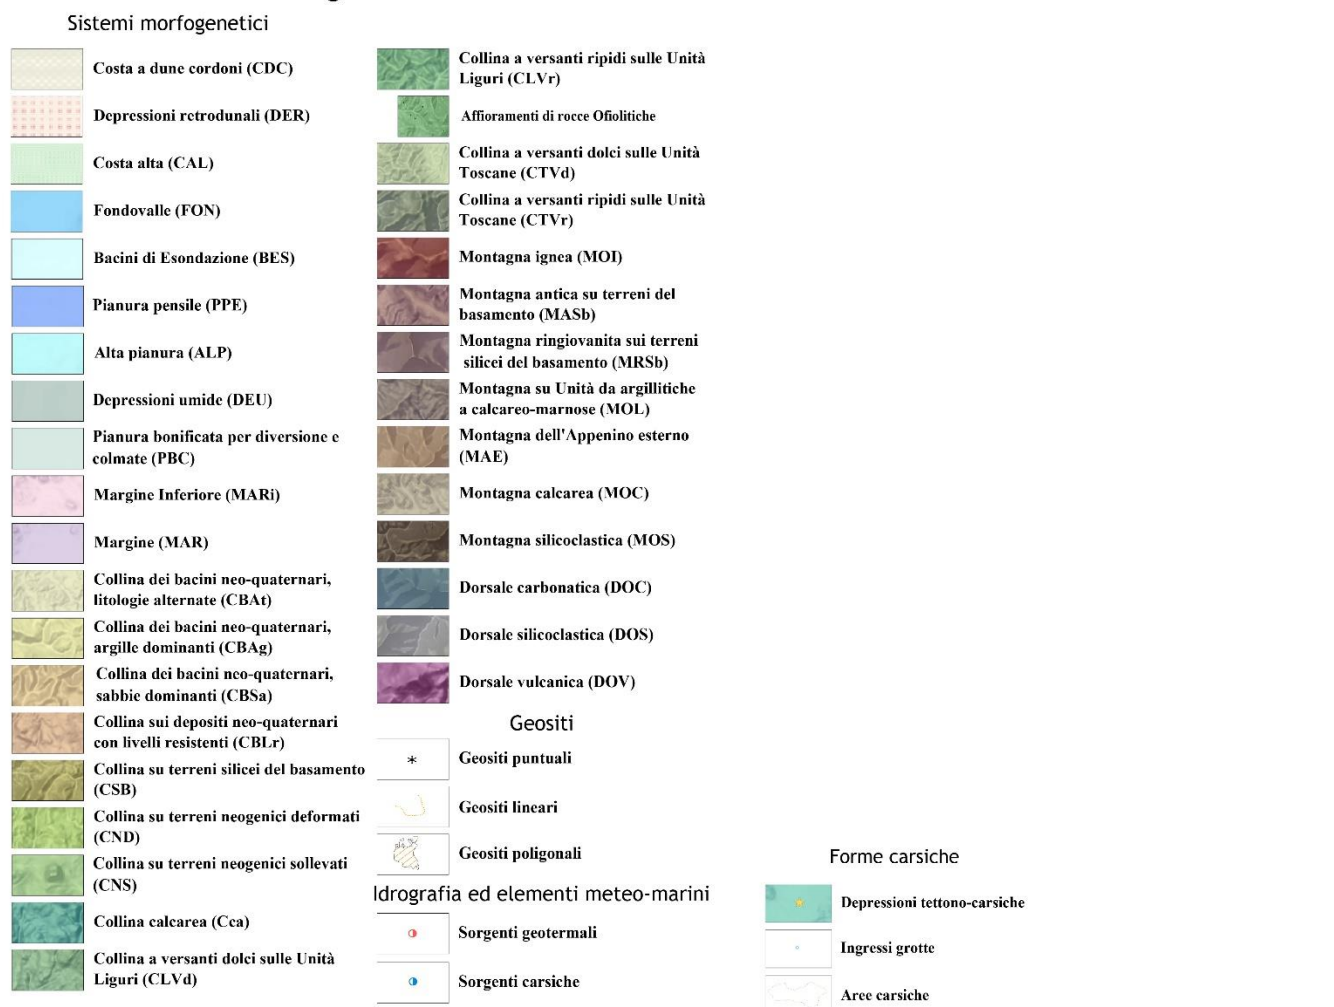 Sistemi morfogenetici
Costa a dune cordoni (CDC)
Depressioni retrodunali (DER)
Costa alta (CAL)
Fondovalle (FON)
Bacini di Esondazione (BES)
Pianura pensile (PPE)
Alta pianura (ALP)
Depressioni umide (DEU)
Pianura bonificata per diversione e
colmate (PBC)
Margine Inferiore (MARi)
Margine (MAR)
Collina dei bacini neo-quaternari,
litologie alternate (CBAt)
Collina dei bacini neo-quaternari,
argille dominanti (CBAg)
Collina dei bacini neo-quaternari,
sabbie dominanti (CBSa)
Collina sui depositi neo-quaternari
con livelli resistenti (CBLr)
Collina su terreni silicei del basamento
(CSB)
Collina su terreni neogenici deformati
(CND)
Collina su terreni neogenici sollevati
(CNS)
Collina calcarea (Cca)
Collina a versanti dolci sulle Unità
Liguri (CLVd)
Collina a versanti ripidi sulle Unità
Liguri (CLVr)
Affioramenti di rocce Ofiolitiche
Collina a versanti dolci sulle Unità
Toscane (CTVd)
Collina a versanti ripidi sulle Unità
Toscane (CTVr)
Montagna ignea (MOI)
Montagna antica su terreni del
basamento (MASb)
Montagna ringiovanita sui terreni
silicei del basamento (MRSb)
Montagna su Unità da argillitiche
a calcareo-marnose (MOL)
Montagna dell'Appenino esterno
(MAE)
Montagna calcarea (MOC)
Montagna silicoclastica (MOS)
Dorsale carbonatica (DOC)
Dorsale silicoclastica (DOS)
Dorsale vulcanica (DOV)
Geositi
Geositi puntuali
Geositi lineari
Geositi poligonali
Idrografia ed elementi meteo-marini
Sorgenti geotermali
Sorgenti carsiche
Forme carsiche
Depressioni tettono-carsiche
Ingressi grotte
Aree carsiche